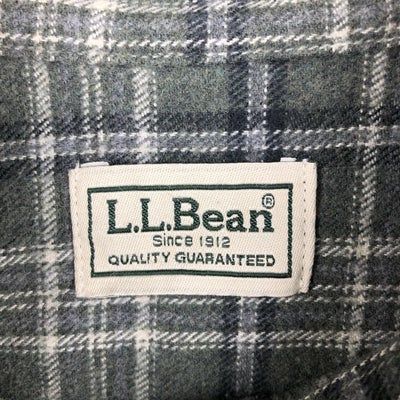 L.L.Bean®
Since 1912
QUALITY GUARANTEED